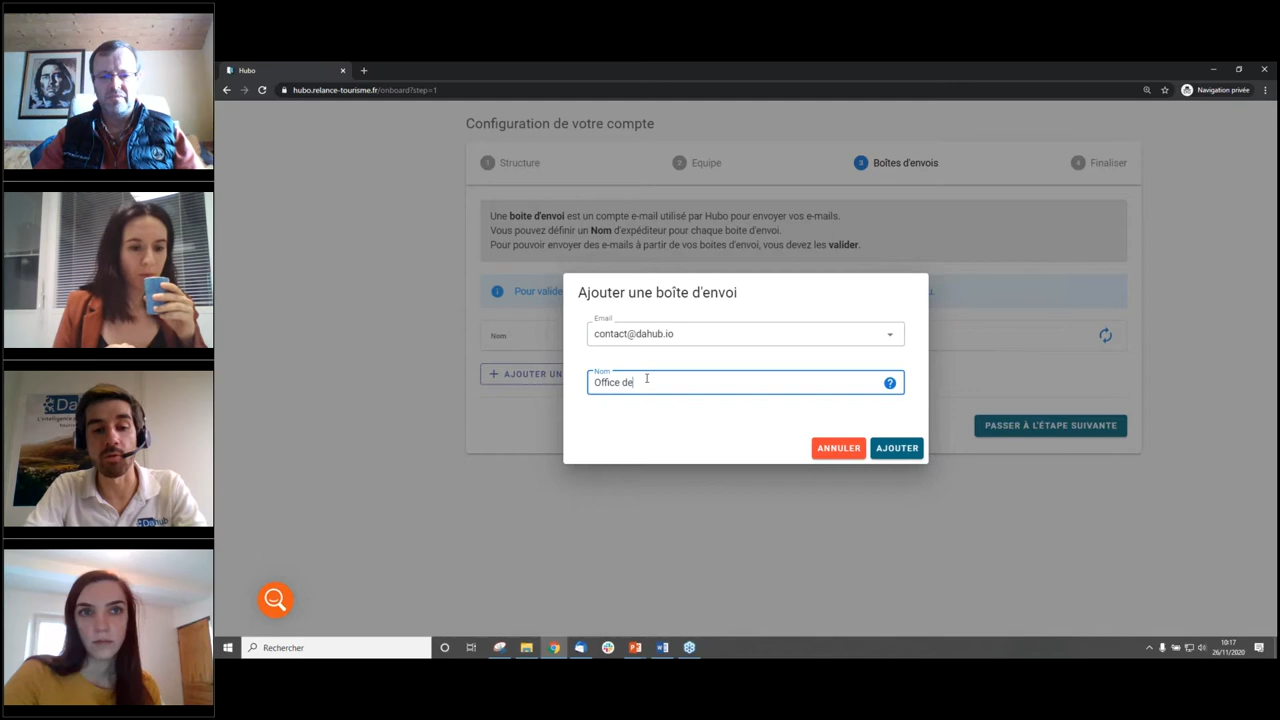 Hubo
hubo.relance-tourisme.fr/onboard?step=1
Navigation privée
Configuration de votre compte
1 Structure
2 Equipe
3 Boîtes d'envois
4 Finaliser
Une boite d'envoi est un compte e-mail utilisé par Hubo pour envoyer vos e-mails.
Vous pouvez définir un Nom d'expéditeur pour chaque boite d'envoi.
Pour pouvoir envoyer des e-mails à partir de vos boites d'envoi, vous devez les valider.
Pour valide
u.
Ajouter une boîte d'envoi
Email
contact@dahub.io
Nom
Nom
Office de
?
+ AJOUTER UN
PASSER À L'ÉTAPE SUIVANTE
ANNULER
AJOUTER
Dahub
Rechercher
10:17
26/11/2020